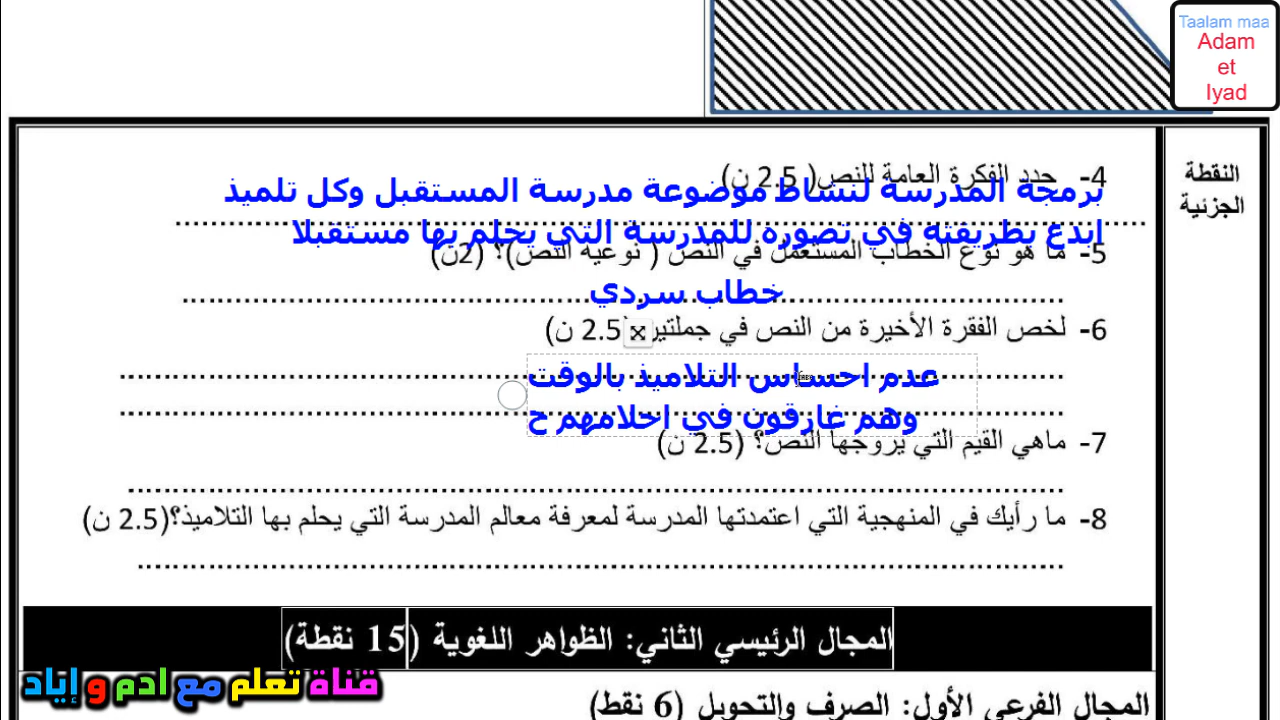 Taalam maa
Adam
et
Iyad
النقطة
الجزئية
4- حدد الفكرة العامة للنص( 2.5 ن)
برمجة المدرسة لنشاط موضوعة مدرسة المستقبل وكل تلميذ
ابدع بطريقته في تصوره للمدرسة التي يحلم بها مستقبلا
5- ما هو نوع الخطاب المستعمل في النص ( نوعية النص)؟ (2ن)
خطاب سردي
6- لخص الفقرة الأخيرة من النص في جملتين (2.5 ن)
عدم احساس التلاميذ بالوقت
وهم غارقون في احلامهم ح
7- ماهي القيم التي يروجها النص؟ (2.5 ن)
8- ما رأيك في المنهجية التي اعتمدتها المدرسة لمعرفة معالم المدرسة التي يحلم بها التلاميذ؟(2.5 ن)
المجال الرئيسي الثاني: الظواهر اللغوية (15 نقطة)
قناة تعلم مع ادم و إياد
المجال الفرعي الأول: الصرف والتحويل (6 نقط)